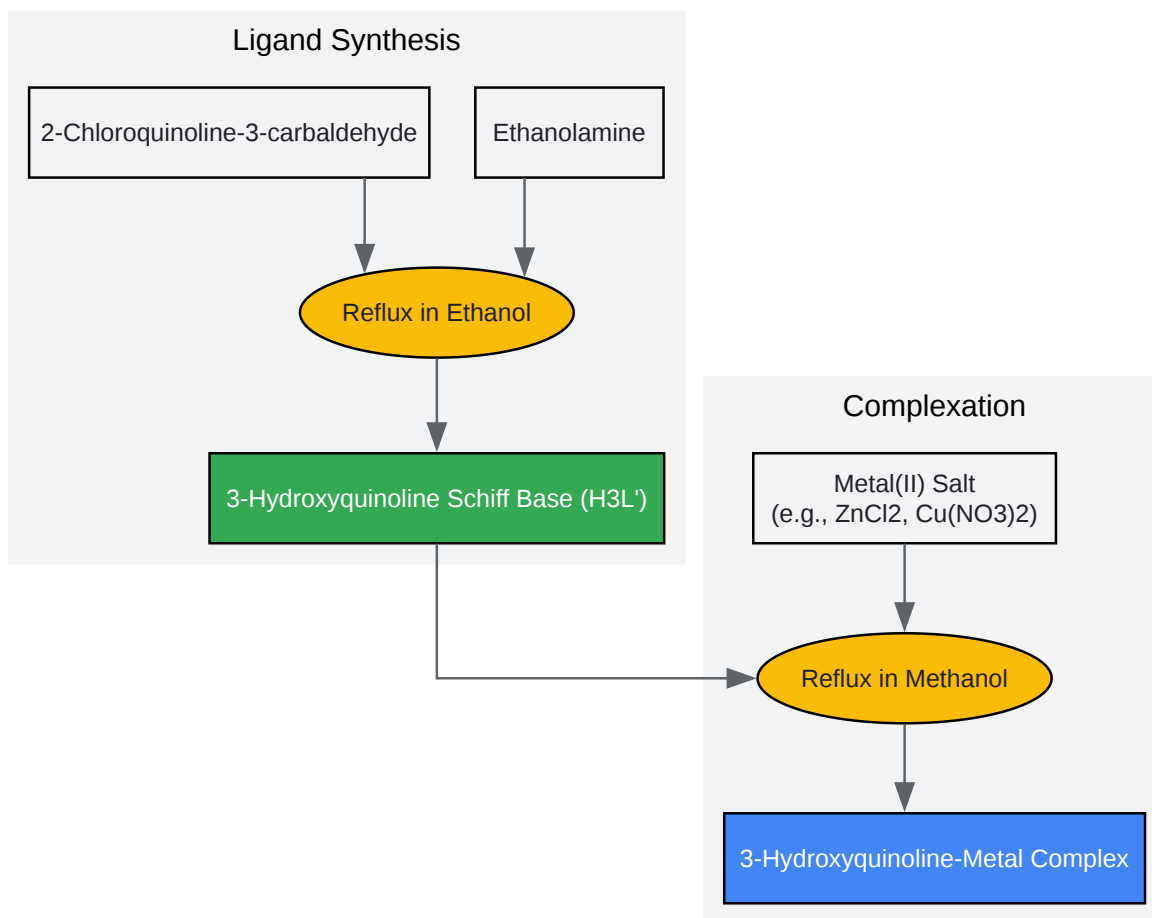 Ligand Synthesis
2-Chloroquinoline-3-carbaldehyde
Ethanolamine
Reflux in Ethanol
3-Hydroxyquinoline Schiff Base (H3L')
Complexation
Metal(II) Salt
(e.g., ZnCl2, Cu(NO3)2)
Reflux in Methanol
3-Hydroxyquinoline-Metal Complex